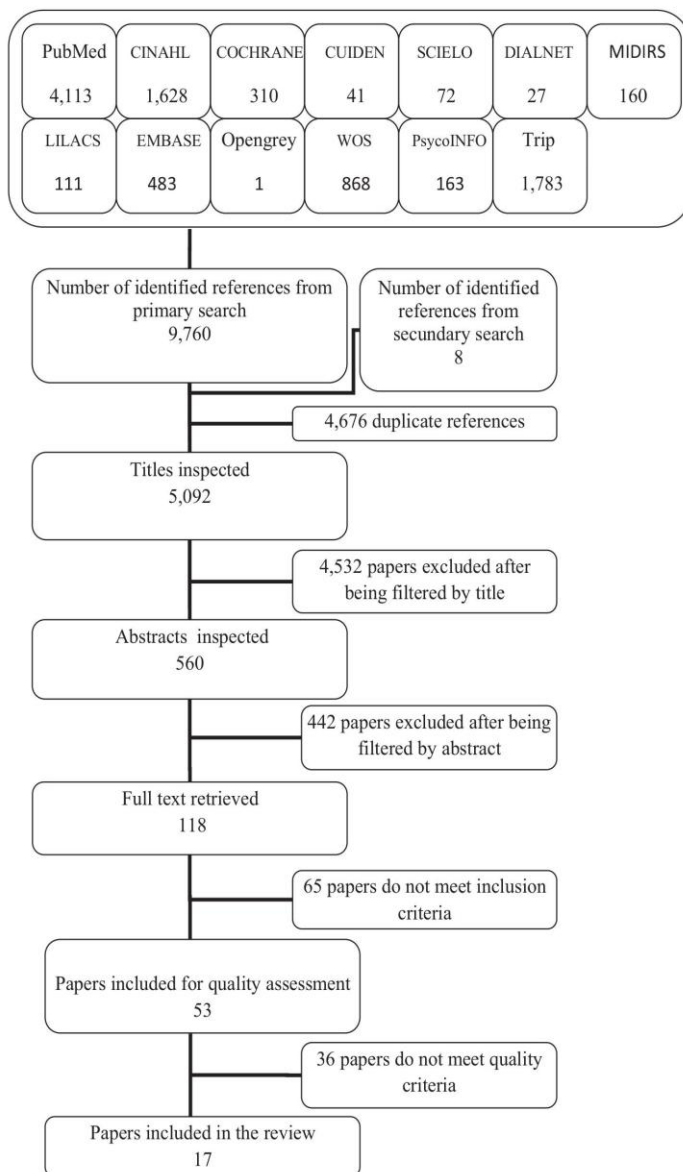 PubMed CINAHL COCHRANE CUIDEN SCIELO DIALNET MIDIRS
4,113 1,628 310 41 72 27 160
LILACS EMBASE Opengrey WOS PsycoINFO Trip
111 483 1 868 163 1,783
Number of identified references from
primary search
9,760
Number of identified
references from
secundary search
8
4,676 duplicate references
Titles inspected
5,092
4,532 papers excluded after
being filtered by title
Abstracts inspected
560
442 papers excluded after being
filtered by abstract
Full text retrieved
118
65 papers do not meet inclusion
criteria
Papers included for quality assessment
53
36 papers do not meet quality
criteria
Papers included in the review
17